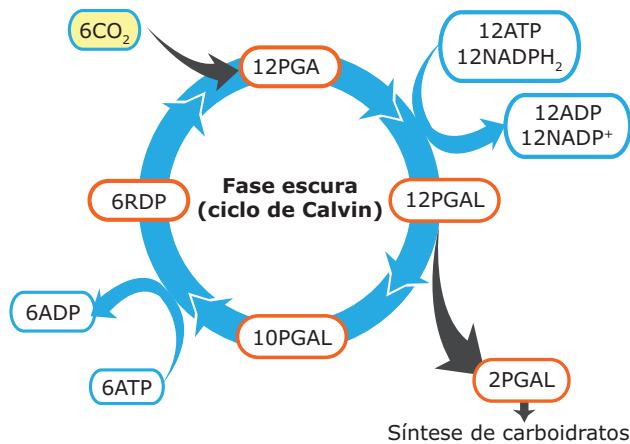 6CO₂
12PGA
12ATP
12NADPH₂
12ADP
12NADP⁺
Fase escura
(ciclo de Calvin)
6RDP
12PGAL
6ADP
10PGAL
6ATP
2PGAL
Síntese de carboidratos